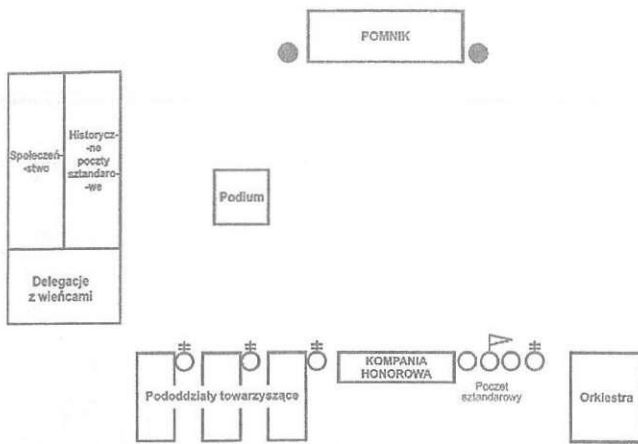 POMNIK
Społeczeń-
-stwo
Historycz-
-ne
poczty
sztandaro-
-we
Podium
Delegacje
z wieńcami
Pododdziały towarzyszące
KOMPANIA
HONOROWA
Poczet
sztandarowy
Orkiestra